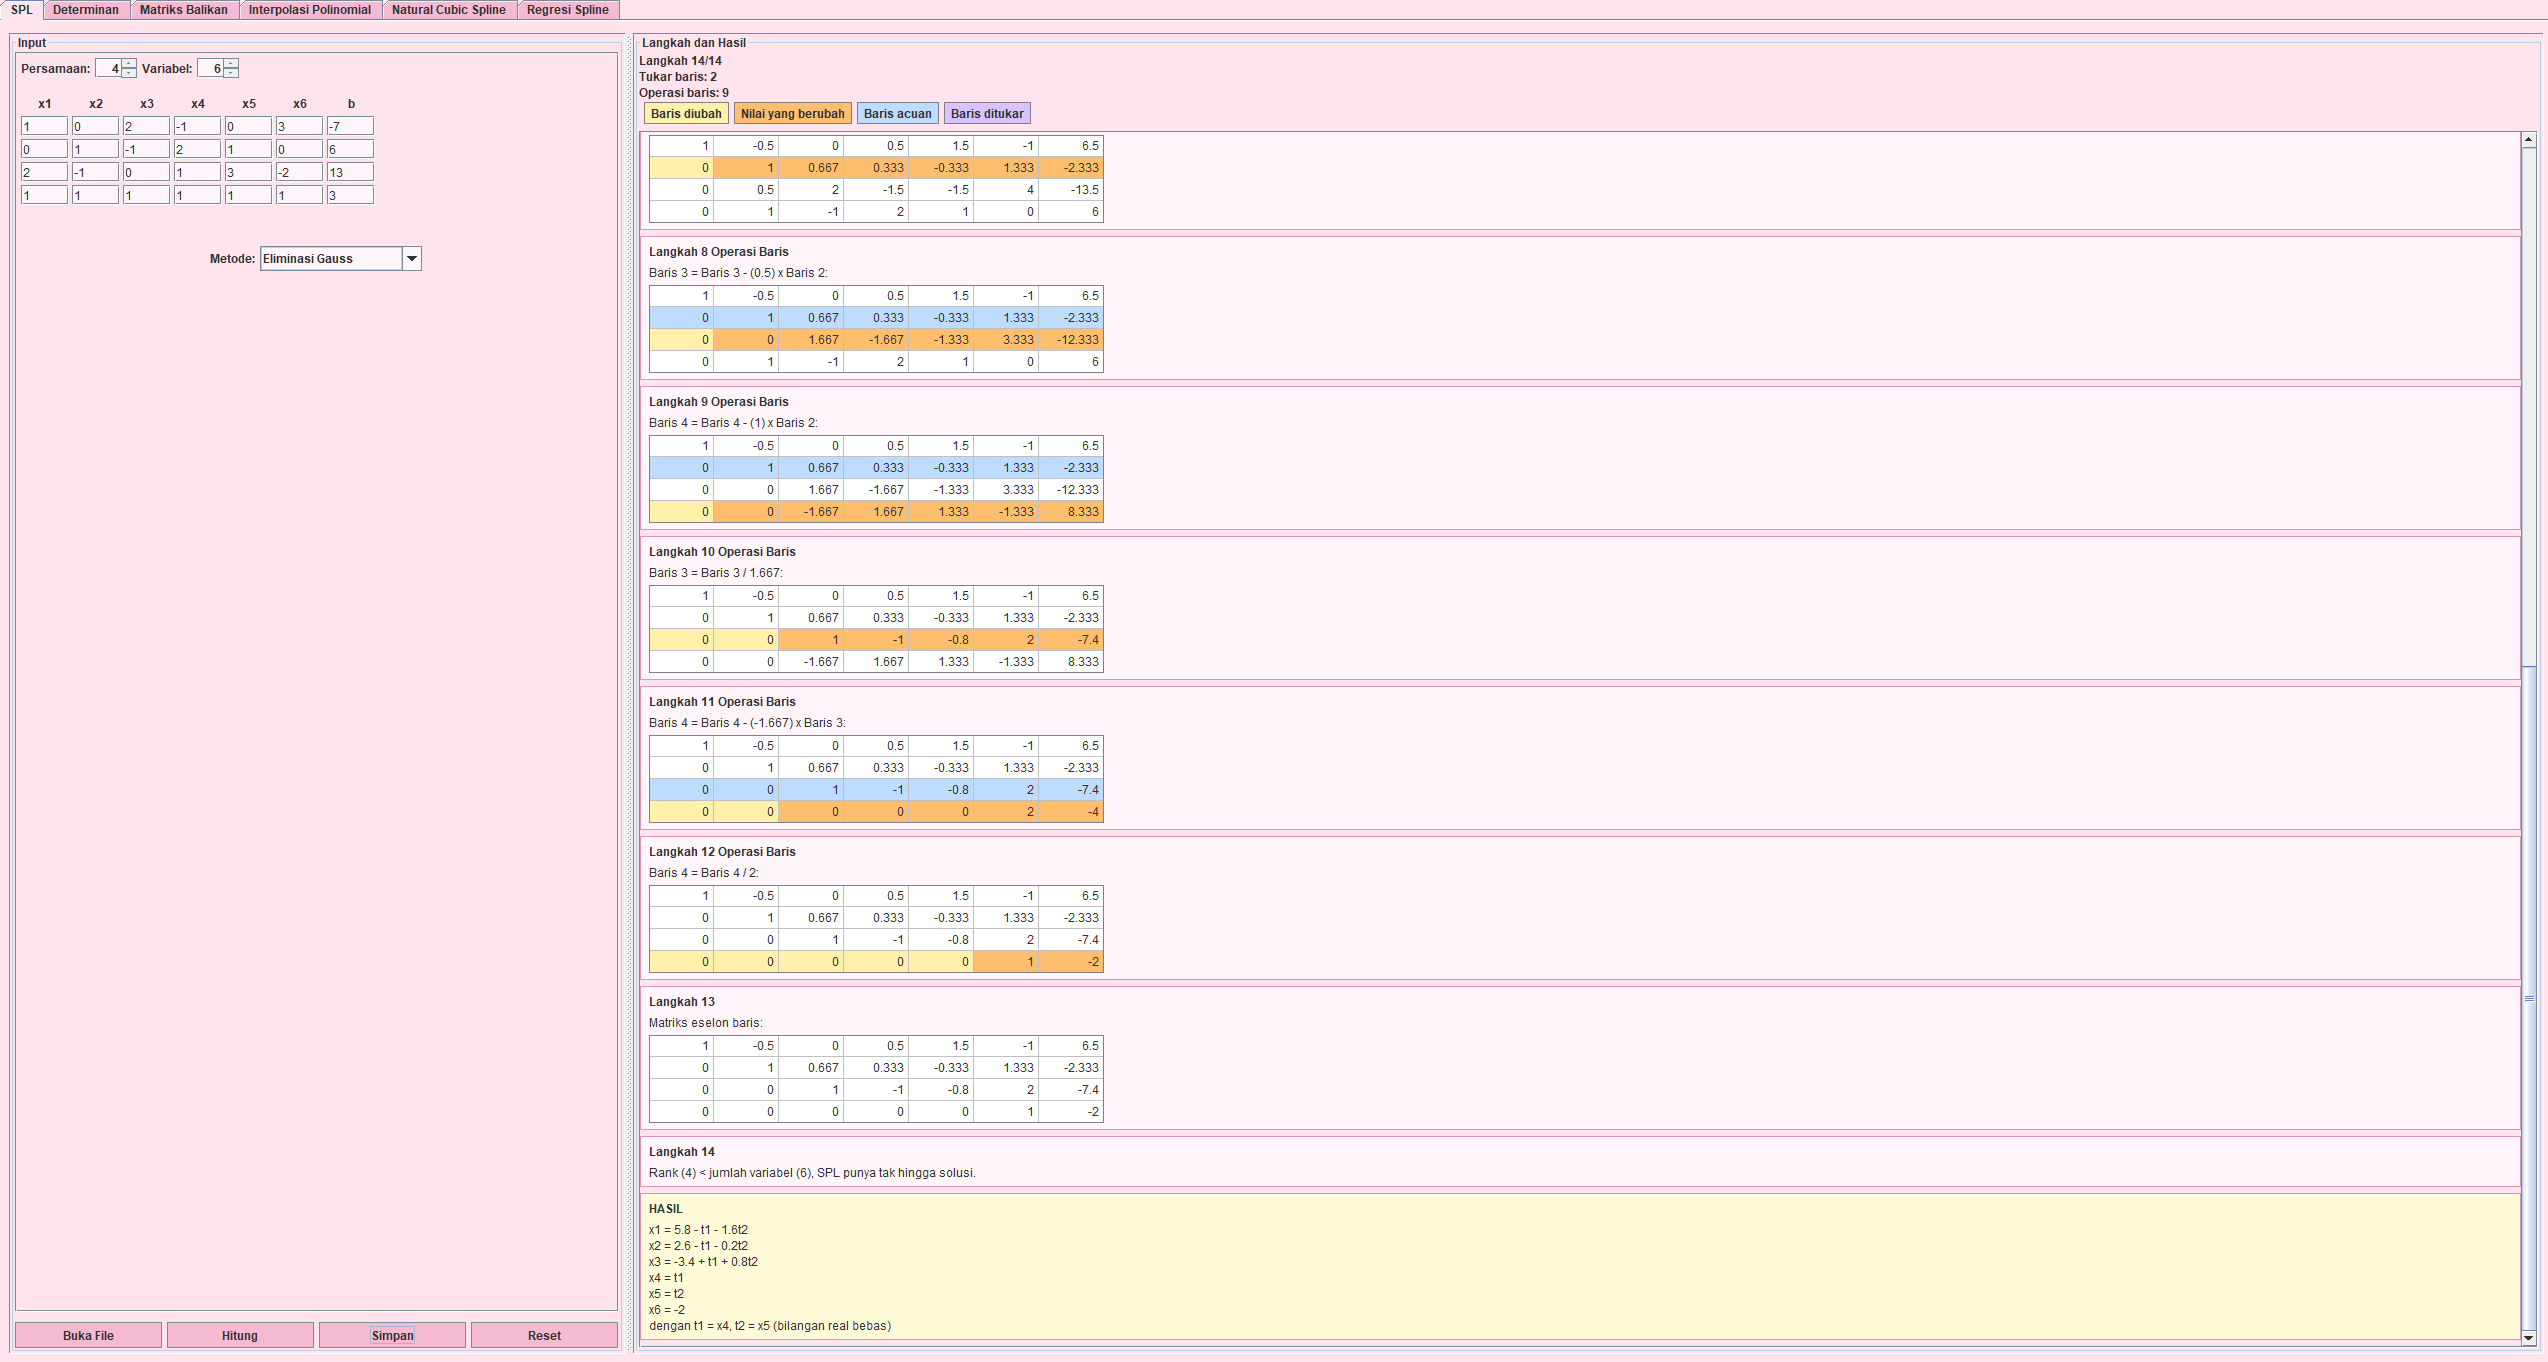 SPL Determinan Matriks Balikan Interpolasi Polinomial Natural Cubic Spline Regresi Spline
Input
Persamaan: 4 Variabel: 6
x1 x2 x3 x4 x5 x6 b
1 0 2 -1 0 3 -7
0 1 -1 2 1 0 6
2 -1 0 1 3 -2 13
1 1 1 1 1 1 3
Metode: Eliminasi Gauss
Buka File Hitung Simpan Reset
Langkah dan Hasil
Langkah 14/14
Tukar baris: 2
Operasi baris: 9
Baris diubah Nilai yang berubah Baris acuan Baris ditukar
1 -0.5 0 0.5 1.5 -1 6.5
0 1 0.667 0.333 -0.333 1.333 -2.333
0 0.5 2 -1.5 -1.5 4 -13.5
0 1 -1 2 1 0 6
Langkah 8 Operasi Baris
Baris 3 = Baris 3 - (0.5) x Baris 2:
1 -0.5 0 0.5 1.5 -1 6.5
0 1 0.667 0.333 -0.333 1.333 -2.333
0 0 1.667 -1.667 -1.333 3.333 -12.333
0 1 -1 2 1 0 6
Langkah 9 Operasi Baris
Baris 4 = Baris 4 - (1) x Baris 2:
1 -0.5 0 0.5 1.5 -1 6.5
0 1 0.667 0.333 -0.333 1.333 -2.333
0 0 1.667 -1.667 -1.333 3.333 -12.333
0 0 -1.667 1.667 1.333 -1.333 8.333
Langkah 10 Operasi Baris
Baris 3 = Baris 3 / 1.667:
1 -0.5 0 0.5 1.5 -1 6.5
0 1 0.667 0.333 -0.333 1.333 -2.333
0 0 1 -1 -0.8 2 -7.4
0 0 -1.667 1.667 1.333 -1.333 8.333
Langkah 11 Operasi Baris
Baris 4 = Baris 4 - (-1.667) x Baris 3:
1 -0.5 0 0.5 1.5 -1 6.5
0 1 0.667 0.333 -0.333 1.333 -2.333
0 0 1 -1 -0.8 2 -7.4
0 0 0 0 0 2 -4
Langkah 12 Operasi Baris
Baris 4 = Baris 4 / 2:
1 -0.5 0 0.5 1.5 -1 6.5
0 1 0.667 0.333 -0.333 1.333 -2.333
0 0 1 -1 -0.8 2 -7.4
0 0 0 0 0 1 -2
Langkah 13
Matriks eselon baris:
1 -0.5 0 0.5 1.5 -1 6.5
0 1 0.667 0.333 -0.333 1.333 -2.333
0 0 1 -1 -0.8 2 -7.4
0 0 0 0 0 1 -2
Langkah 14
Rank (4) < jumlah variabel (6), SPL punya tak hingga solusi.
HASIL
x1 = 5.8 - t1 - 1.6t2
x2 = 2.6 - t1 - 0.2t2
x3 = -3.4 + t1 + 0.8t2
x4 = t1
x5 = t2
x6 = -2
dengan t1 = x4, t2 = x5 (bilangan real bebas)